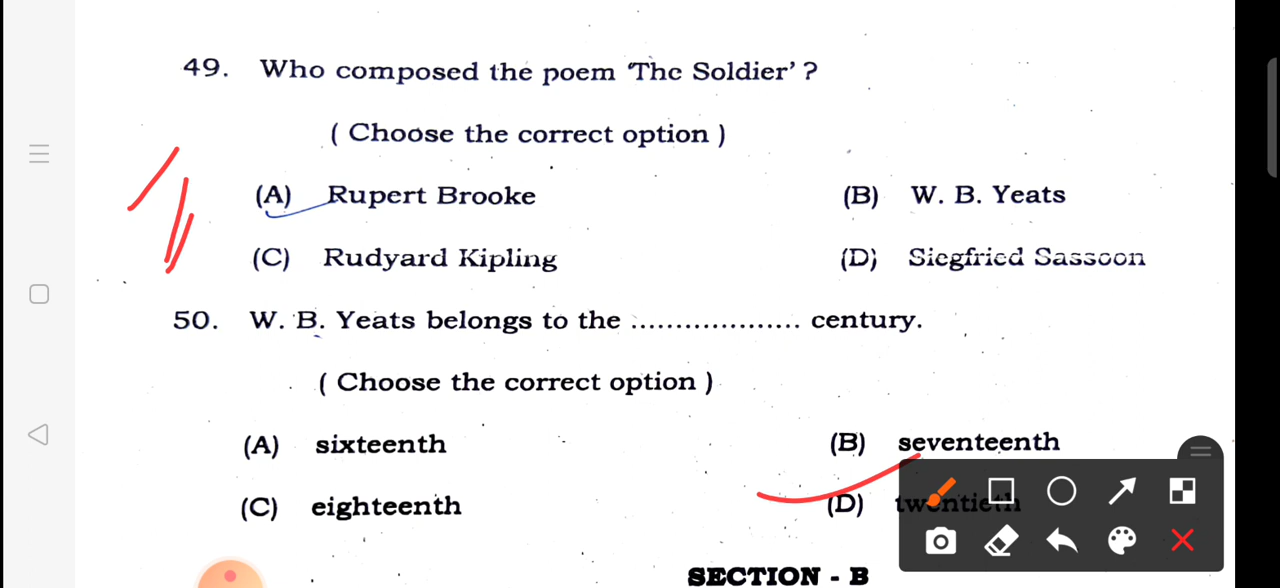 49. Who composed the poem 'The Soldier' ?
( Choose the correct option )
(A) Rupert Brooke (B) W. B. Yeats
(C) Rudyard Kipling (D) Siegfried Sassoon
50. W. B. Yeats belongs to the ................... century.
( Choose the correct option )
(A) sixteenth (B) seventeenth
(C) eighteenth (D) twentieth
SECTION - B